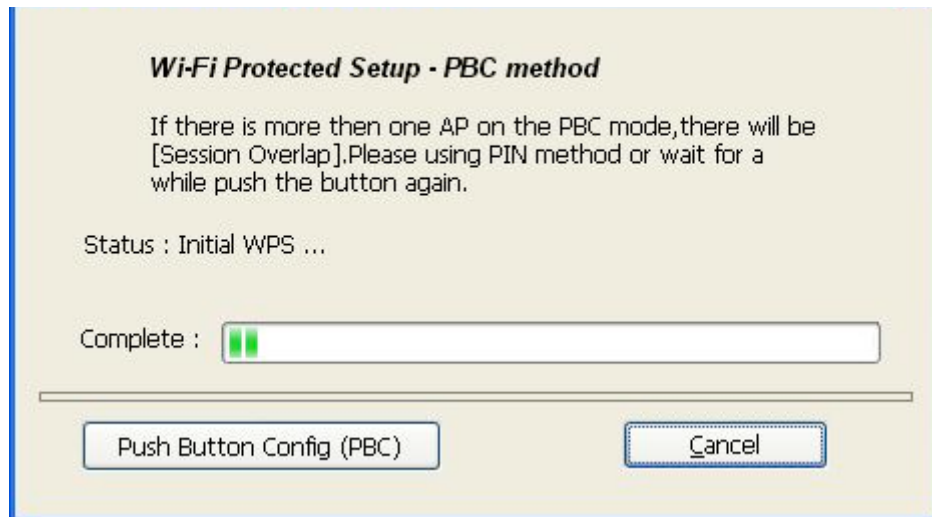 Wi-Fi Protected Setup - PBC method
If there is more then one AP on the PBC mode,there will be
[Session Overlap].Please using PIN method or wait for a
while push the button again.
Status : Initial WPS ...
Complete :
Push Button Config (PBC)
Cancel